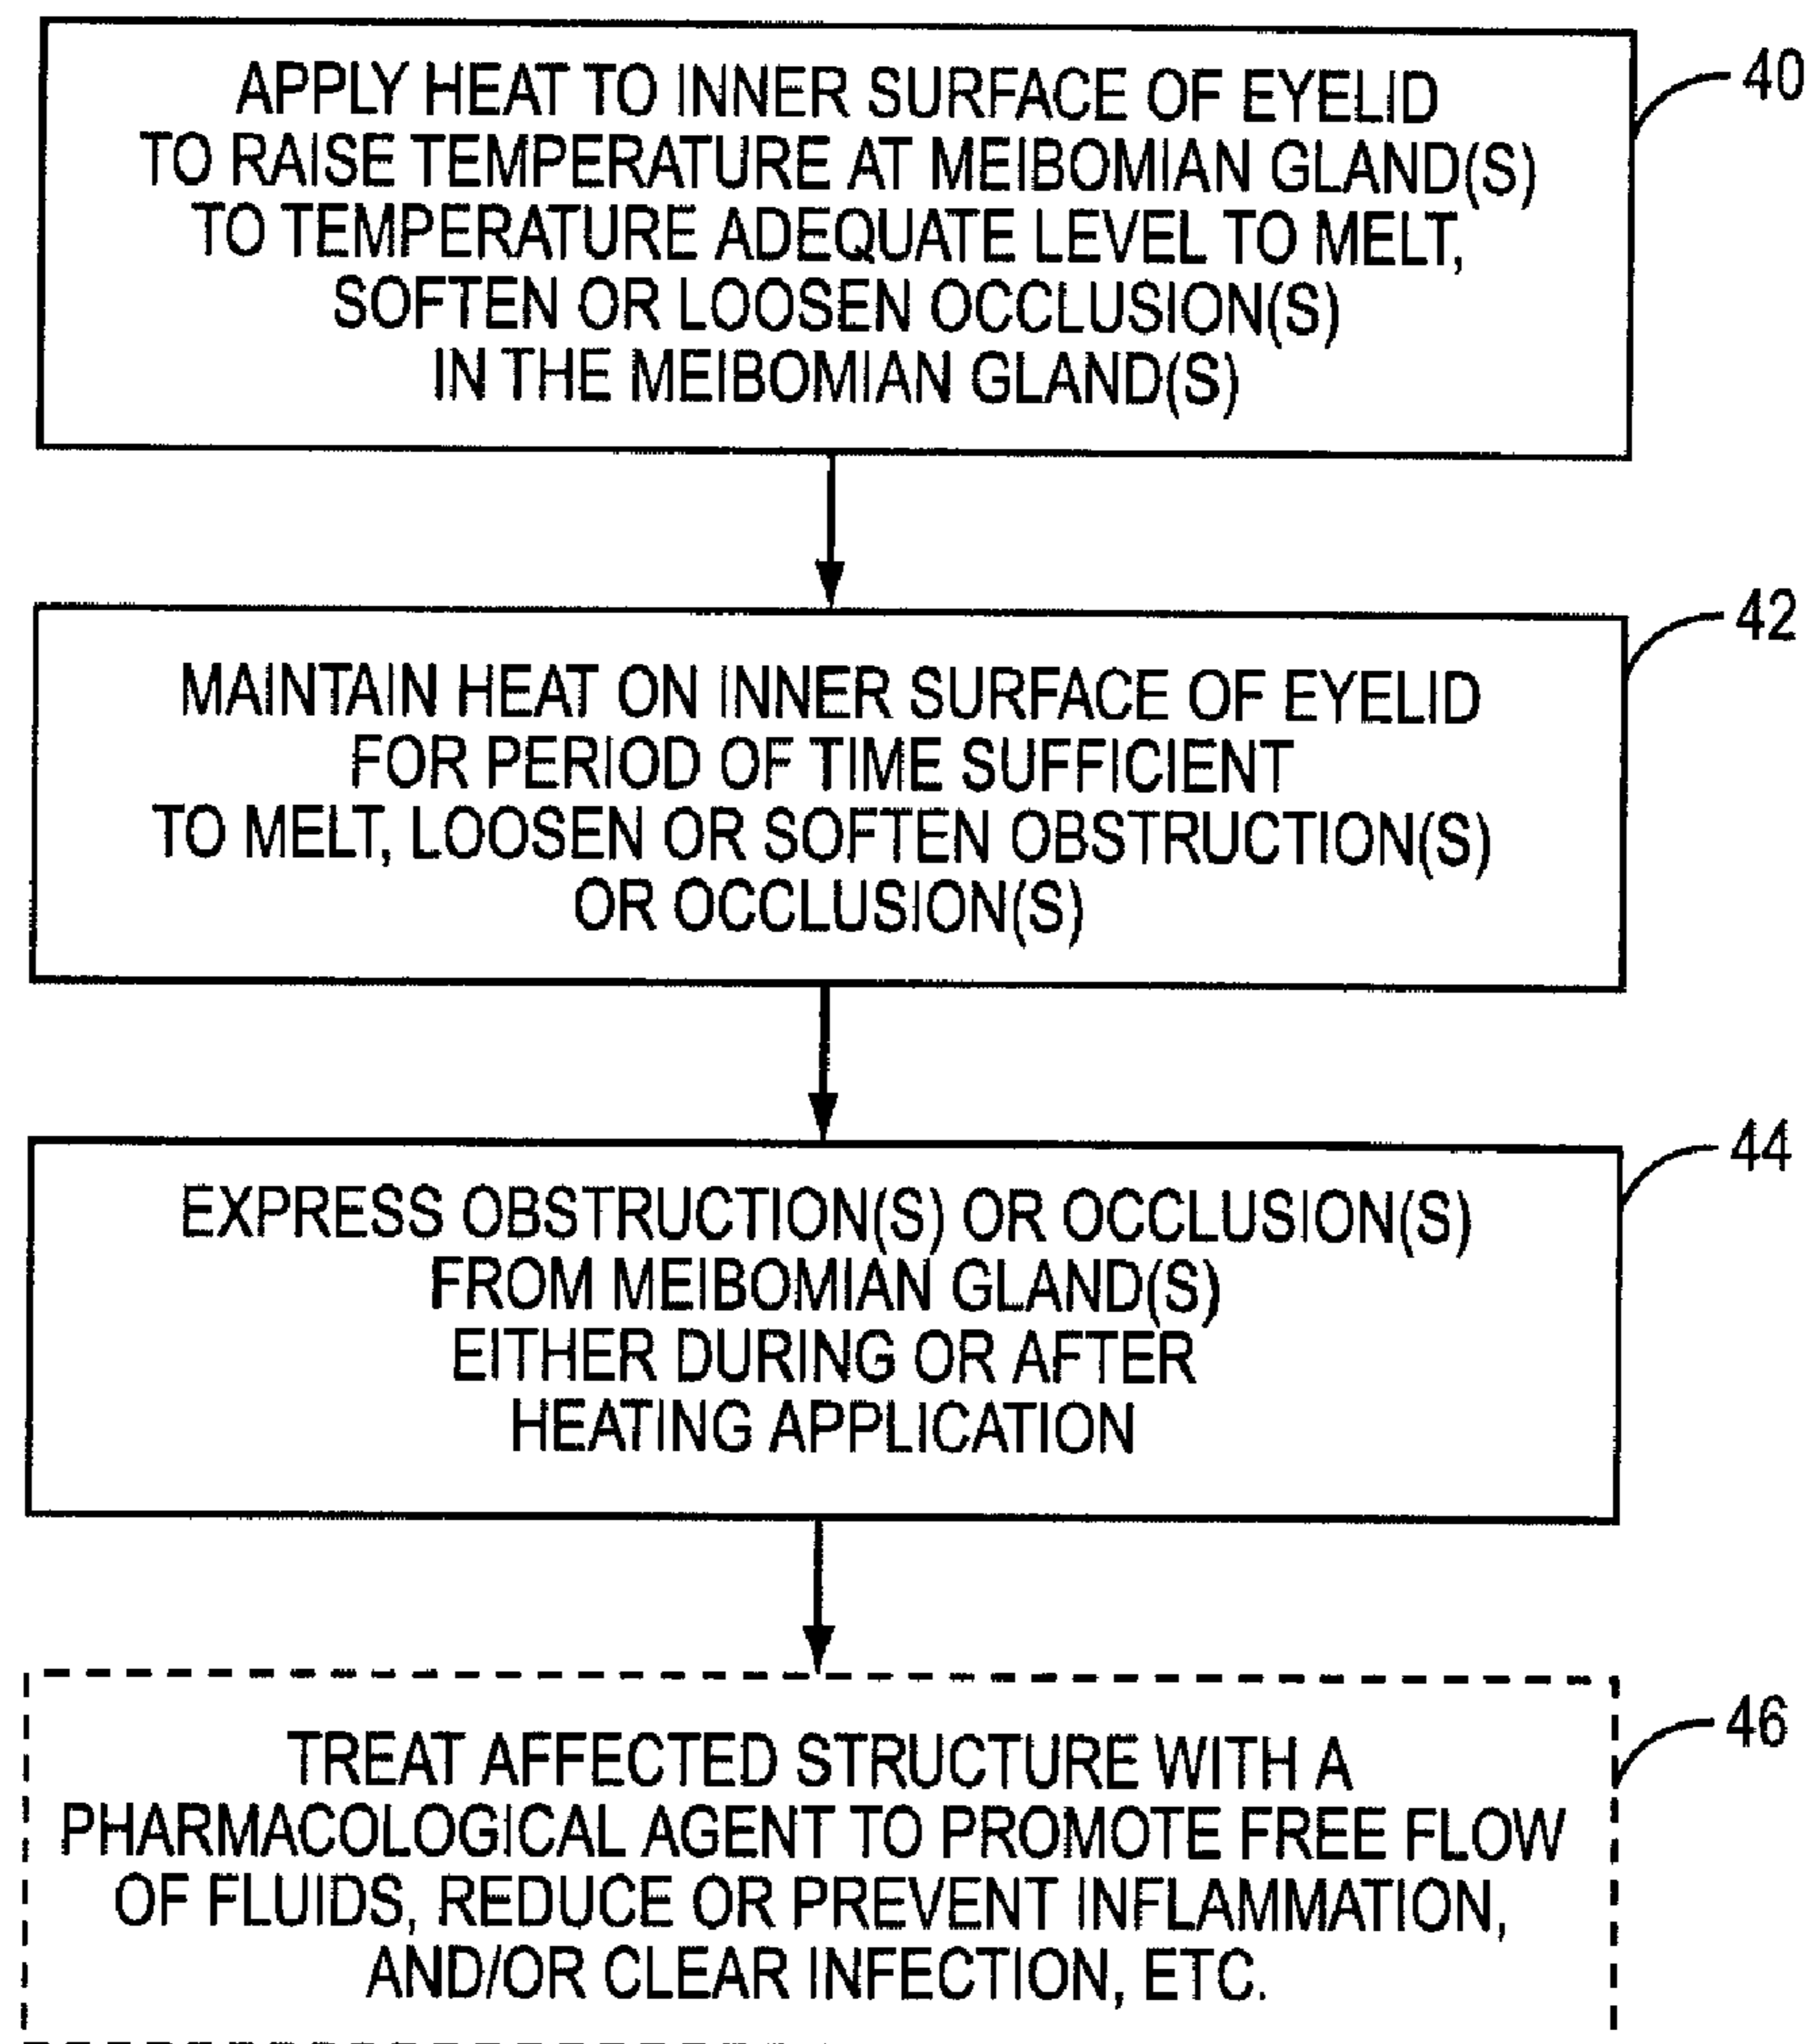 APPLY HEAT TO INNER SURFACE OF EYELID
TO RAISE TEMPERATURE AT MEIBOMIAN GLAND(S)
TO TEMPERATURE ADEQUATE LEVEL TO MELT,
SOFTEN OR LOOSEN OCCLUSION(S)
IN THE MEIBOMIAN GLAND(S)
40
MAINTAIN HEAT ON INNER SURFACE OF EYELID
FOR PERIOD OF TIME SUFFICIENT
TO MELT, LOOSEN OR SOFTEN OBSTRUCTION(S)
OR OCCLUSION(S)
42
EXPRESS OBSTRUCTION(S) OR OCCLUSION(S)
FROM MEIBOMIAN GLAND(S)
EITHER DURING OR AFTER
HEATING APPLICATION
44
TREAT AFFECTED STRUCTURE WITH A
PHARMACOLOGICAL AGENT TO PROMOTE FREE FLOW
OF FLUIDS, REDUCE OR PREVENT INFLAMMATION,
AND/OR CLEAR INFECTION, ETC.
46